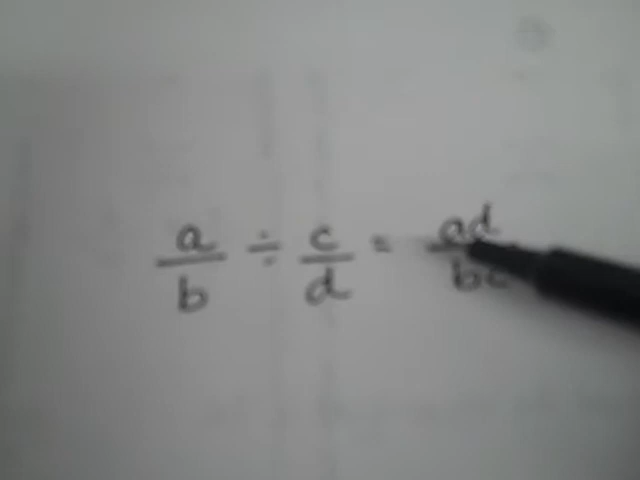 a/b ÷ c/d = ad/bc